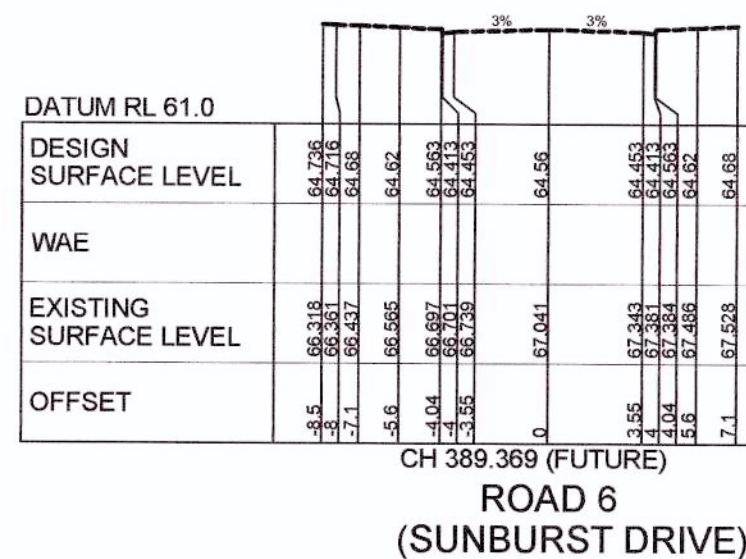 3% 3%
DATUM RL 61.0
DESIGN
SURFACE LEVEL
64.736 64.716 64.68 64.62 64.563 64.413 64.453 64.56 64.453 64.413 64.563 64.62 64.68
WAE
EXISTING
SURFACE LEVEL
66.318 66.361 66.437 66.565 66.697 66.701 66.739 67.041 67.343 67.381 67.384 67.486 67.528
OFFSET
-8.5 -8 -7.1 -5.6 -4.04 -4 -3.55 0 3.55 4 4.04 5.6 7.1
CH 389.369 (FUTURE)
ROAD 6
(SUNBURST DRIVE)